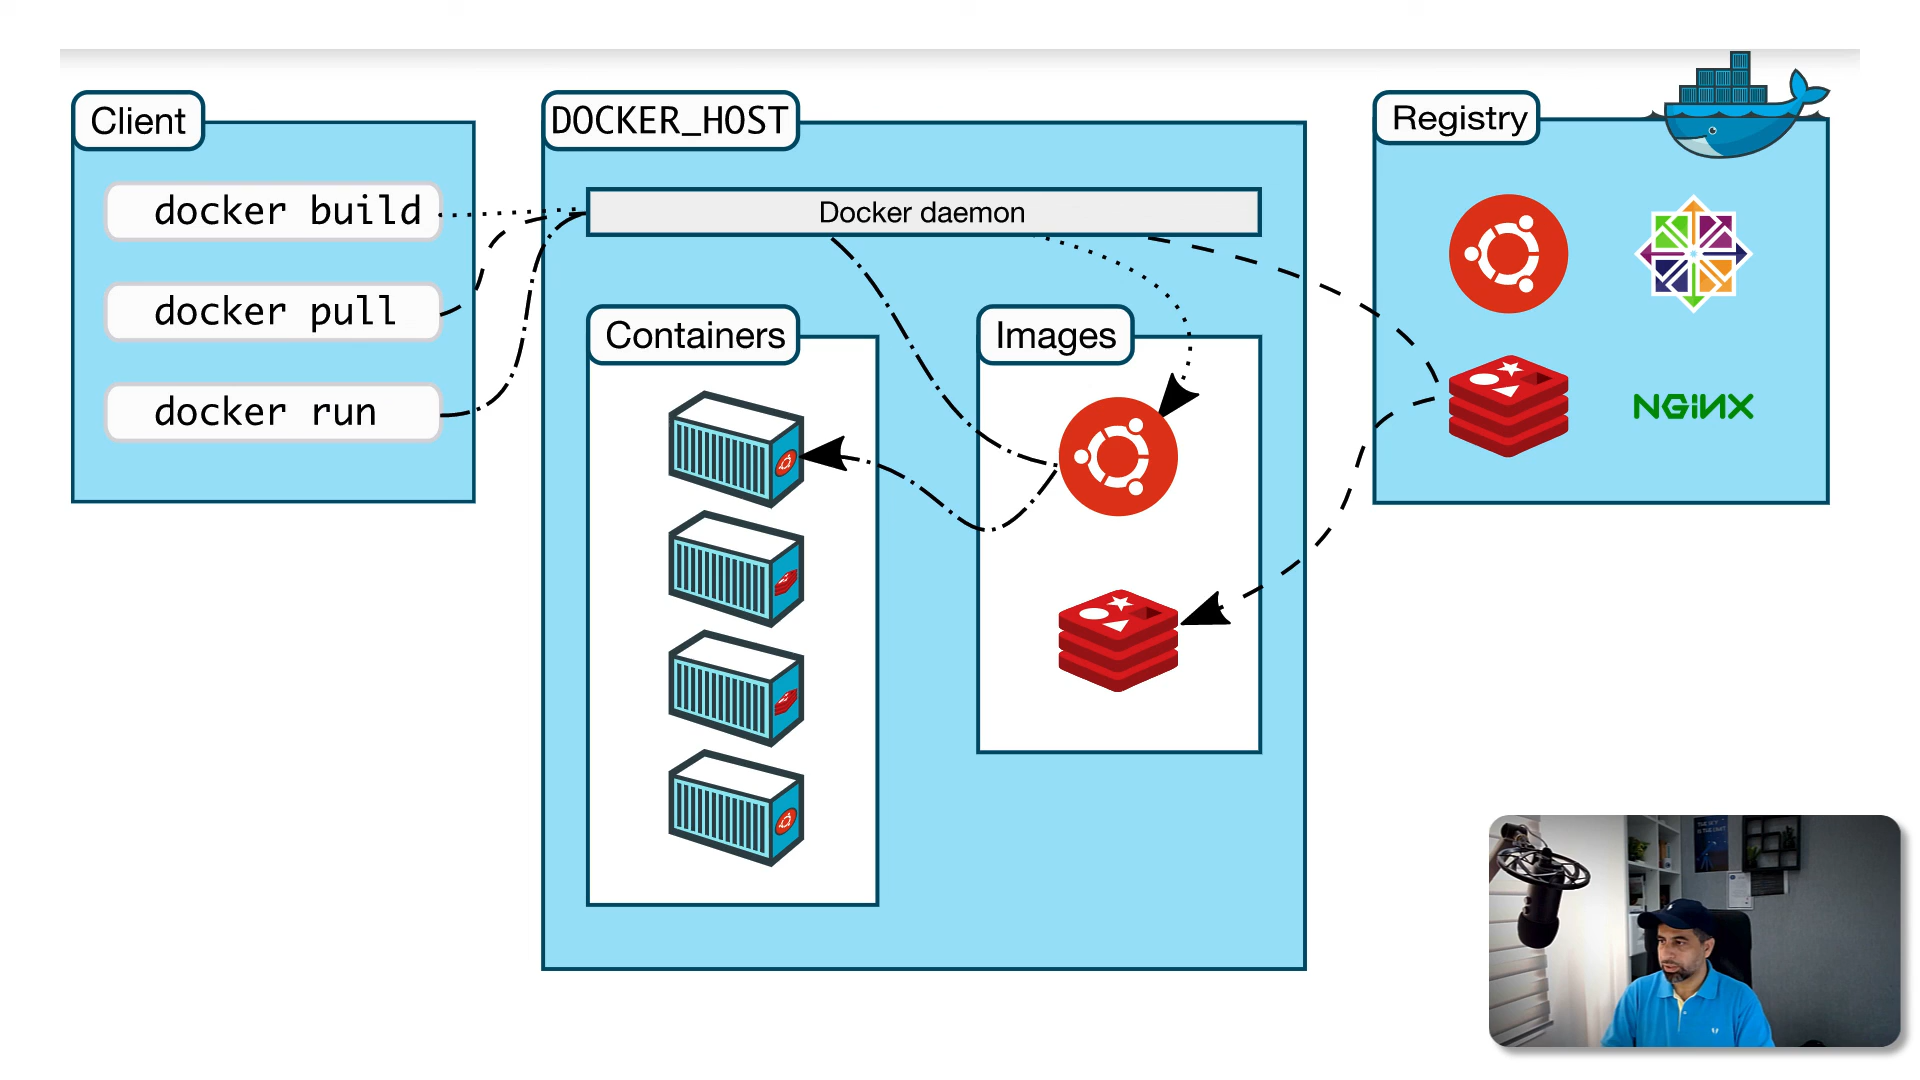 Client
docker build
docker pull
docker run
DOCKER_HOST
Docker daemon
Containers
Images
Registry
NGiNX